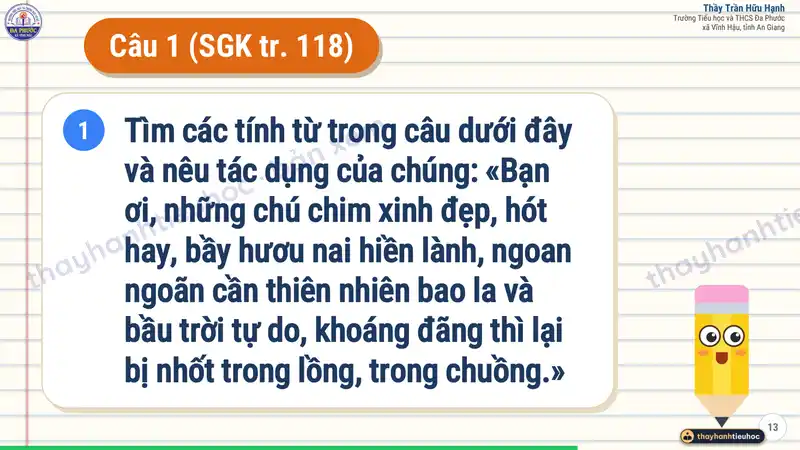 Thầy Trần Hữu Hạnh
Trường Tiểu học và THCS Đa Phước
xã Vĩnh Hậu, tỉnh An Giang
ĐA PHƯỚC
Câu 1 (SGK tr. 118)
1
Tìm các tính từ trong câu dưới đây
và nêu tác dụng của chúng: «Bạn
ơi, những chú chim xinh đẹp, hót
hay, bầy hươu nai hiền lành, ngoan
ngoãn cần thiên nhiên bao la và
bầu trời tự do, khoáng đãng thì lại
bị nhốt trong lồng, trong chuồng.»
13
thayhanhtieuhoc